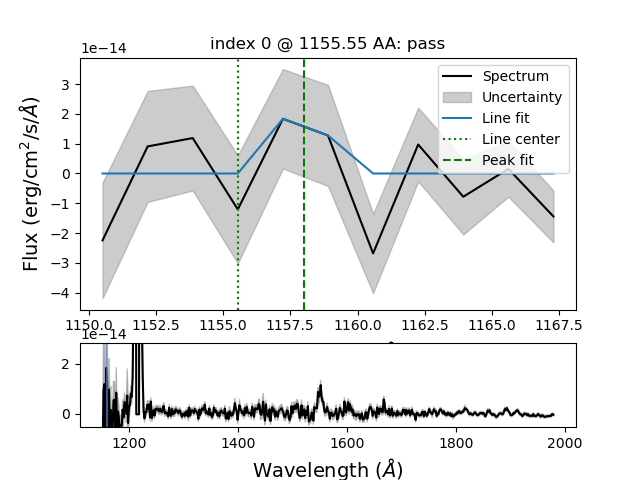 index 0 @ 1155.55 AA: pass
1e−14
3
2
1
0
−1
−2
−3
−4
Flux (erg/cm²/s/Å)
Spectrum
Uncertainty
Line fit
Line center
Peak fit
1150.0 1152.5 1155.0 1157.5 1160.0 1162.5 1165.0 1167.5
1e−14
2
0
1200 1400 1600 1800 2000
Wavelength (Å)